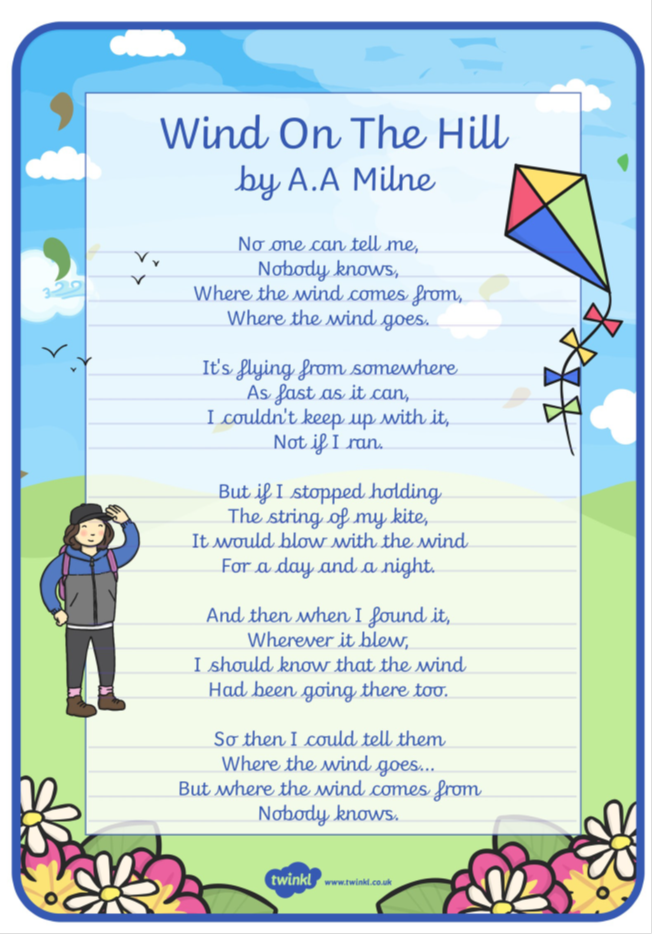 Wind On The Hill
by A.A Milne
No one can tell me,
Nobody knows,
Where the wind comes from,
Where the wind goes.
It's flying from somewhere
As fast as it can,
I couldn't keep up with it,
Not if I ran.
But if I stopped holding
The string of my kite,
It would blow with the wind
For a day and a night.
And then when I found it,
Wherever it blew,
I should know that the wind
Had been going there too.
So then I could tell them
Where the wind goes...
But where the wind comes from
Nobody knows.
twinkl www.twinkl.co.uk